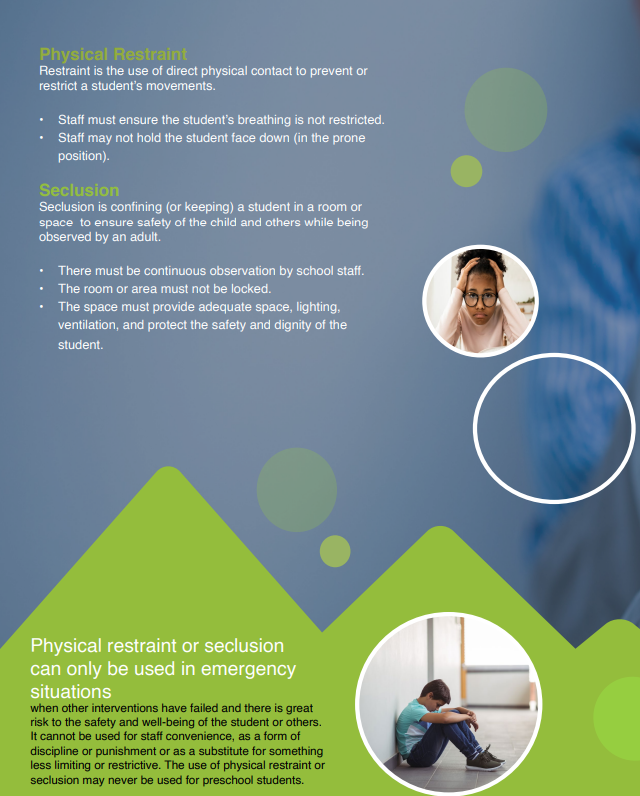 Physical Restraint
Restraint is the use of direct physical contact to prevent or
restrict a student’s movements.
• Staff must ensure the student’s breathing is not restricted.
• Staff may not hold the student face down (in the prone
position).
Seclusion
Seclusion is confining (or keeping) a student in a room or
space to ensure safety of the child and others while being
observed by an adult.
• There must be continuous observation by school staff.
• The room or area must not be locked.
• The space must provide adequate space, lighting,
ventilation, and protect the safety and dignity of the
student.
Physical restraint or seclusion
can only be used in emergency
situations
when other interventions have failed and there is great
risk to the safety and well-being of the student or others.
It cannot be used for staff convenience, as a form of
discipline or punishment or as a substitute for something
less limiting or restrictive. The use of physical restraint or
seclusion may never be used for preschool students.